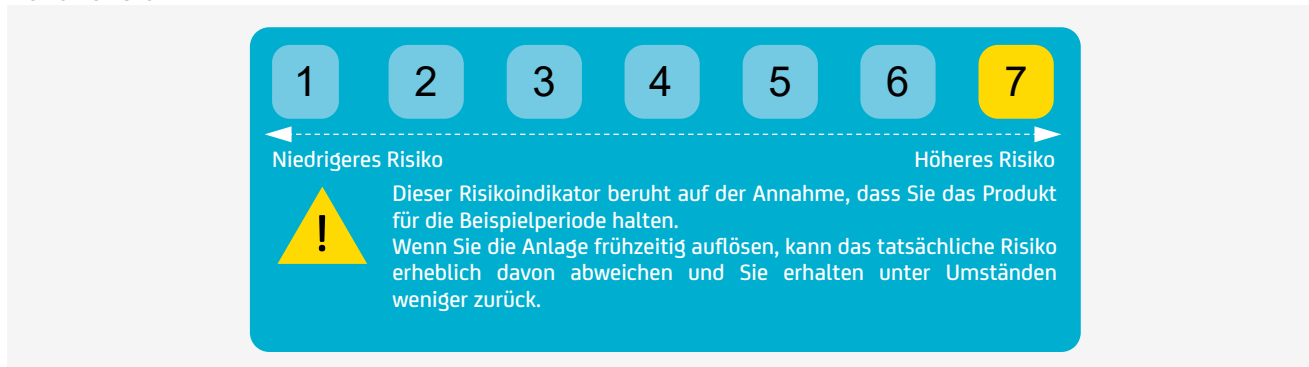 1 2 3 4 5 6 7
Niedrigeres Risiko Höheres Risiko
Dieser Risikoindikator beruht auf der Annahme, dass Sie das Produkt
für die Beispielperiode halten.
!
Wenn Sie die Anlage frühzeitig auflösen, kann das tatsächliche Risiko
erheblich davon abweichen und Sie erhalten unter Umständen
weniger zurück.